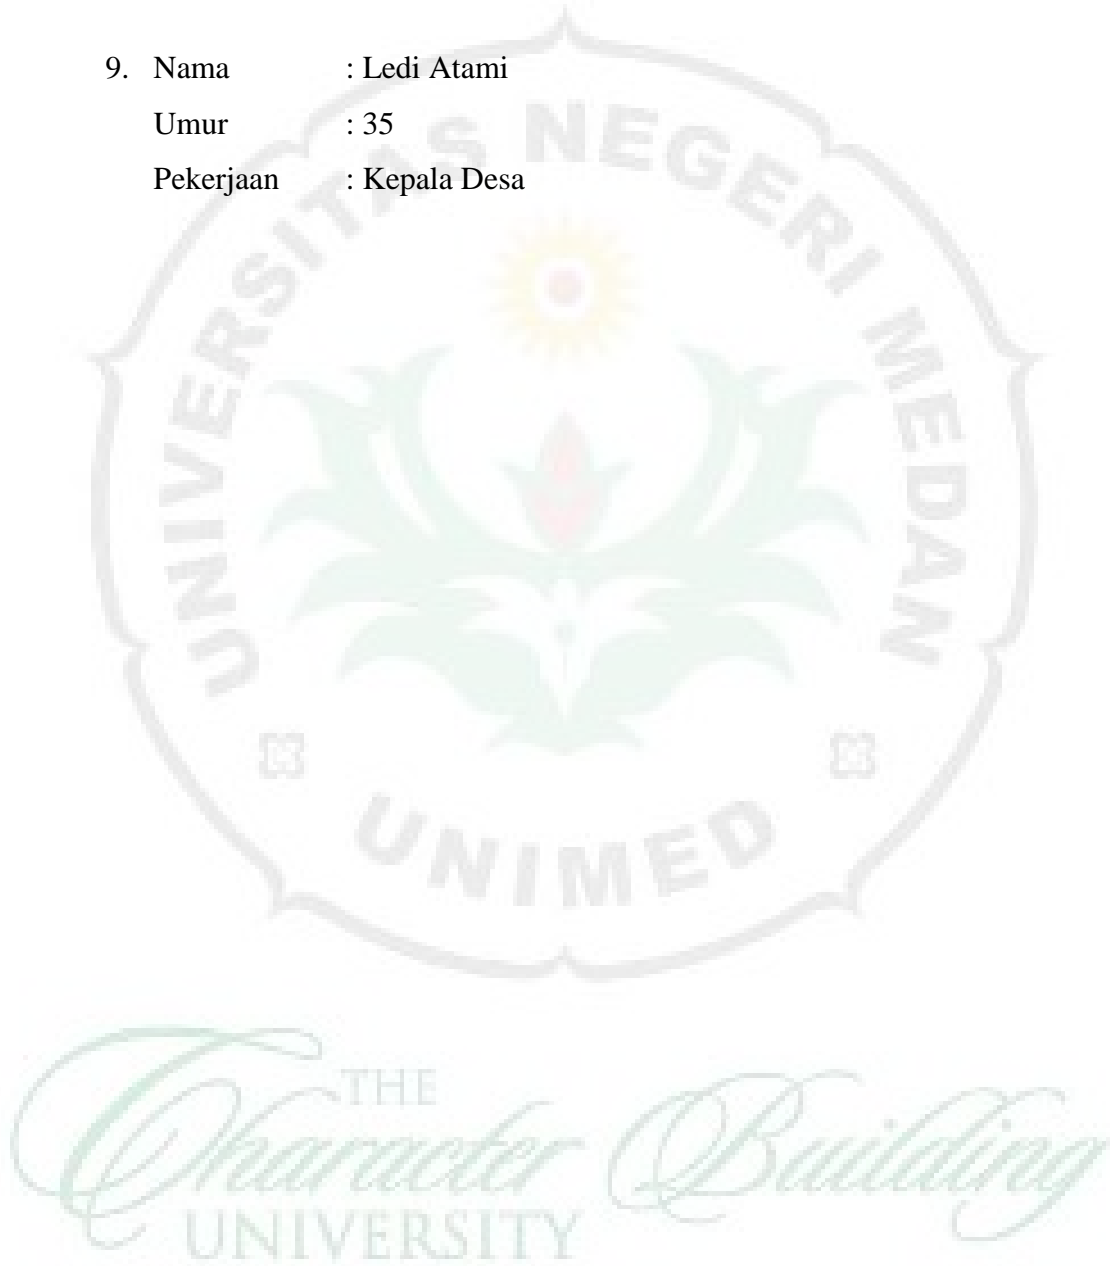 9. Nama : Ledi Atami
Umur : 35
Pekerjaan : Kepala Desa
UNIVERSITAS NEGERI MEDAN
UNIMED
THE
Character Building
UNIVERSITY